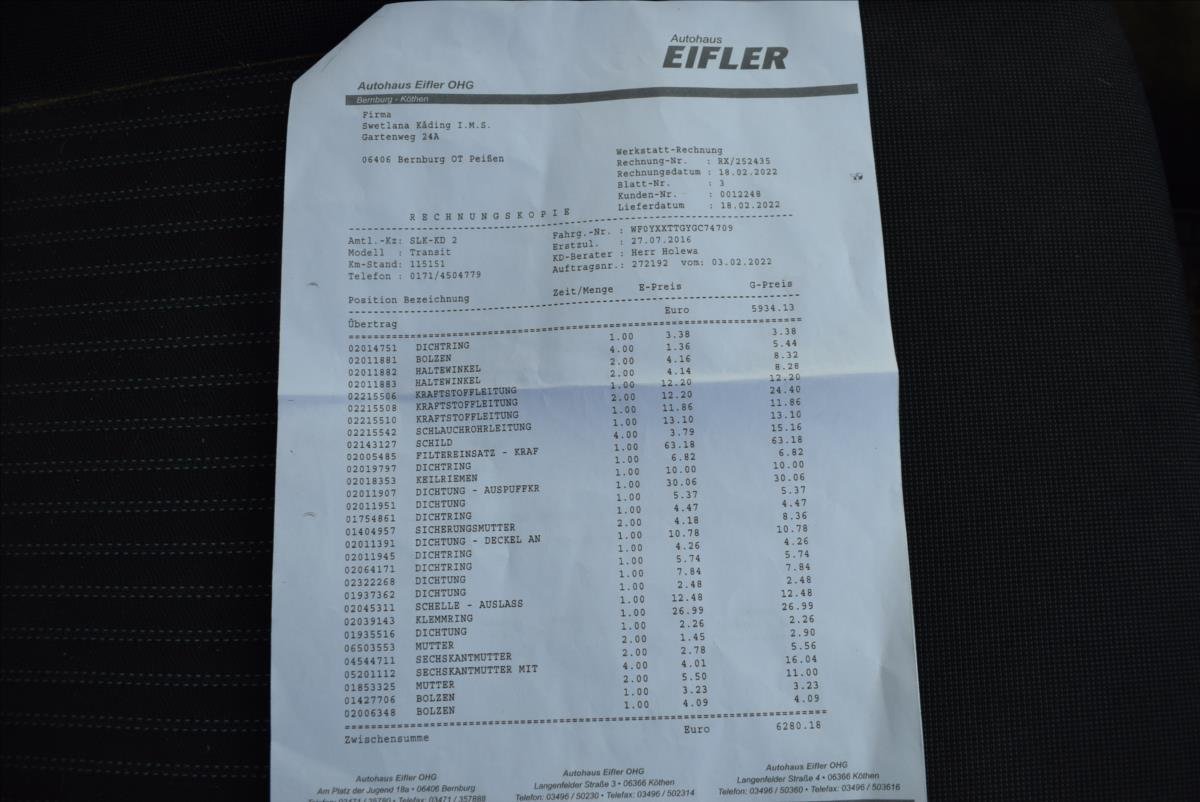 Autohaus
EIFLER
Autohaus Eifler OHG
Bernburg - Köthen
Firma
Swetlana Käding I.M.S.
Gartenweg 24A
06406 Bernburg OT Peißen
Werkstatt-Rechnung
Rechnung-Nr. : RX/252435
Rechnungsdatum : 18.02.2022
Blatt-Nr. : 3
Kunden-Nr. : 0012248
Lieferdatum : 18.02.2022
R E C H N U N G S K O P I E
Amtl.-Kz: SLK-KD 2
Modell : Transit
Km-Stand: 115151
Telefon : 0171/4504779
Fahrg.-Nr. : WF0YXXTTGYGC74709
Erstzul. : 27.07.2016
KD-Berater : Herr Holewa
Auftragsnr.: 272192 vom: 03.02.2022
Position Bezeichnung Zeit/Menge E-Preis G-Preis
Übertrag Euro 5934.13
02014751 DICHTRING 1.00 3.38 3.38
02011881 BOLZEN 4.00 1.36 5.44
02011882 HALTEWINKEL 2.00 4.16 8.32
02011883 HALTEWINKEL 2.00 4.14 8.28
02215506 KRAFTSTOFFLEITUNG 1.00 12.20 12.20
02215508 KRAFTSTOFFLEITUNG 2.00 12.20 24.40
02215510 KRAFTSTOFFLEITUNG 1.00 11.86 11.86
02215542 SCHLAUCHROHRLEITUNG 1.00 13.10 13.10
02143127 SCHILD 4.00 3.79 15.16
02005485 FILTEREINSATZ - KRAF 1.00 63.18 63.18
02019797 DICHTRING 1.00 6.82 6.82
02018353 KEILRIEMEN 1.00 10.00 10.00
02011907 DICHTUNG - AUSPUFFKR 1.00 30.06 30.06
02011951 DICHTUNG 1.00 5.37 5.37
01754861 DICHTRING 1.00 4.47 4.47
01404957 SICHERUNGSMUTTER 2.00 4.18 8.36
02011391 DICHTUNG - DECKEL AN 1.00 10.78 10.78
02011945 DICHTRING 1.00 4.26 4.26
02064171 DICHTRING 1.00 5.74 5.74
02322268 DICHTUNG 1.00 7.84 7.84
01937362 DICHTUNG 1.00 2.48 2.48
02045311 SCHELLE - AUSLASS 1.00 12.48 12.48
02039143 KLEMMRING 1.00 26.99 26.99
01935516 DICHTUNG 1.00 2.26 2.26
06503553 MUTTER 2.00 1.45 2.90
04544711 SECHSKANTMUTTER 2.00 2.78 5.56
05201112 SECHSKANTMUTTER MIT 4.00 4.01 16.04
01853325 MUTTER 2.00 5.50 11.00
01427706 BOLZEN 1.00 3.23 3.23
02006348 BOLZEN 1.00 4.09 4.09
Zwischensumme Euro 6280.18
Autohaus Eifler OHG
Am Platz der Jugend 18a • 06406 Bernburg
Autohaus Eifler OHG
Langenfelder Straße 3 • 06366 Köthen
Telefon: 03496 / 50230 • Telefax: 03496 / 502314
Autohaus Eifler OHG
Langenfelder Straße 4 • 06366 Köthen
Telefon: 03496 / 50360 • Telefax: 03496 / 503616